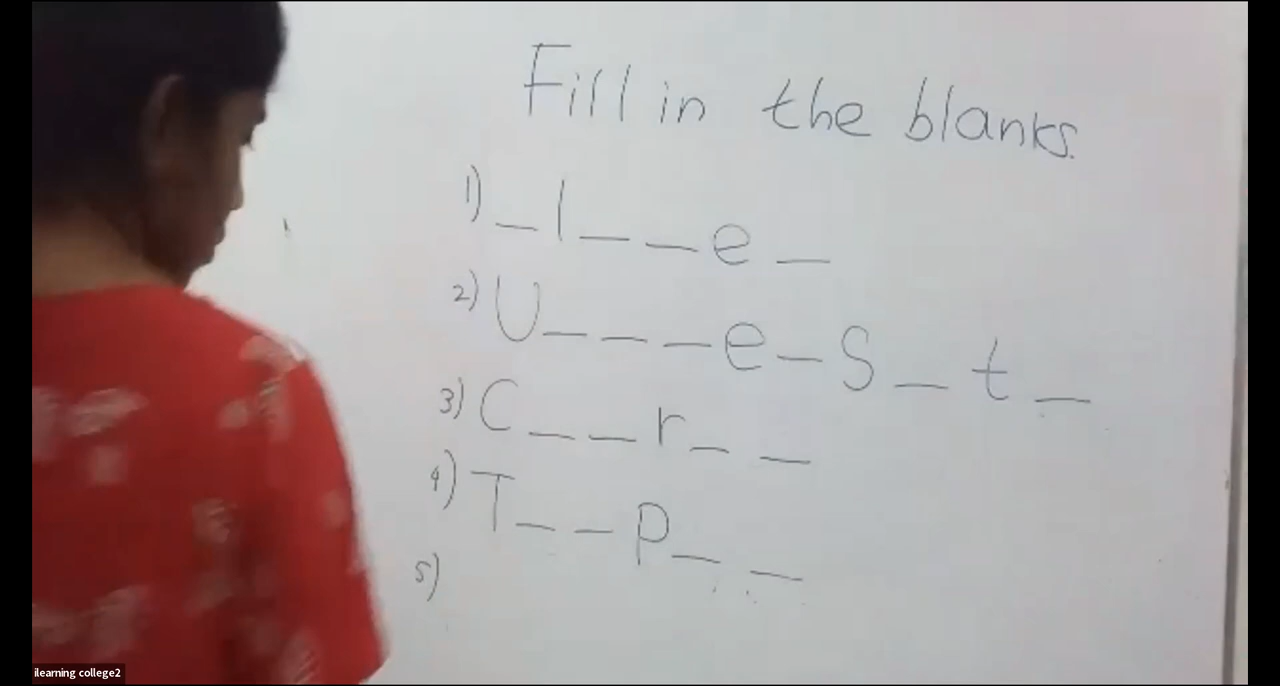 Fill in the blanks.
1) _ l _ _ e _
2) U _ _ _ e _ S _ t _
3) C _ _ r _ _
4) T _ _ P _ _
5)
ilearning college2